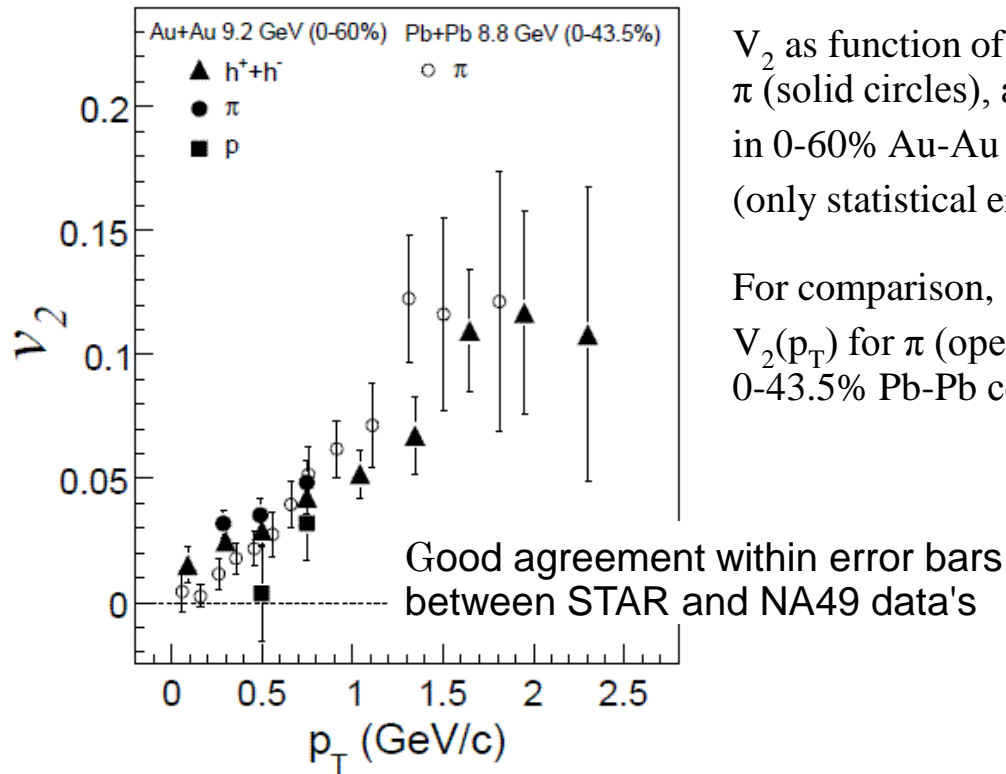 Au+Au 9.2 GeV (0-60%) Pb+Pb 8.8 GeV (0-43.5%)
h⁺+h⁻
π
π
p
0.2
0.15
0.1
0.05
0
v₂
0 0.5 1 1.5 2 2.5
p_T (GeV/c)
V₂ as function of
π (solid circles),
in 0-60% Au-Au
(only statistical
For comparison,
V₂(p_T) for π
0-43.5% Pb-Pb
Good agreement within error bars
between STAR and NA49 data's